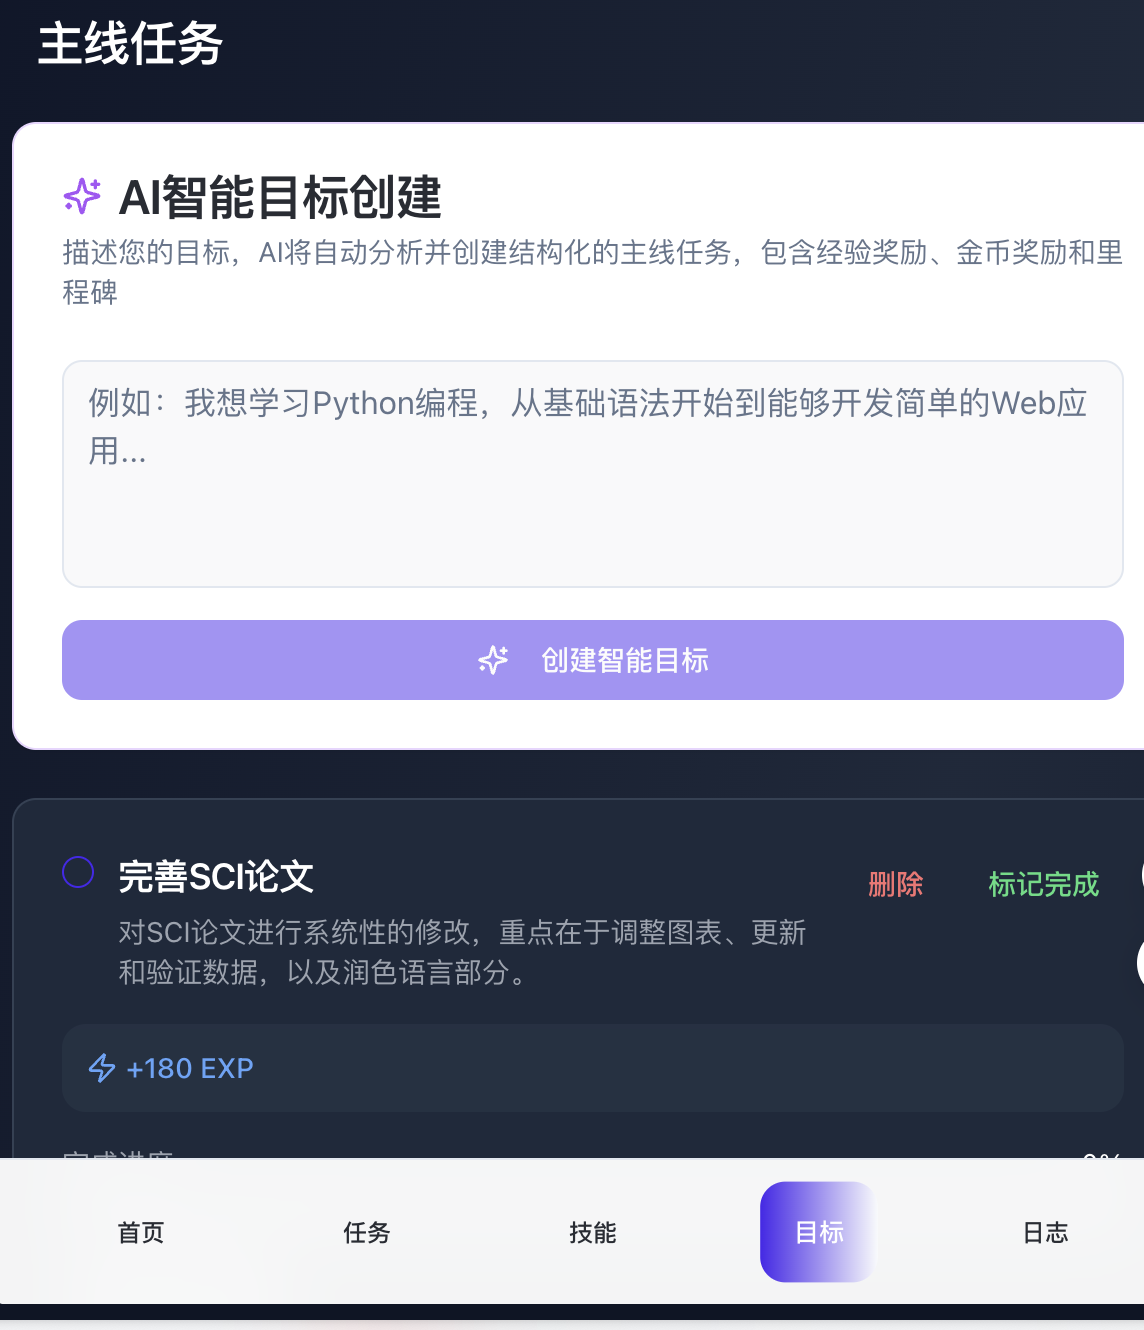 主线任务
AI智能目标创建
描述您的目标，AI将自动分析并创建结构化的主线任务，包含经验奖励、金币奖励和里
程碑
例如：我想学习Python编程，从基础语法开始到能够开发简单的Web应
用...
创建智能目标
完善SCI论文
删除
标记完成
对SCI论文进行系统性的修改，重点在于调整图表、更新
和验证数据，以及润色语言部分。
+180 EXP
完成进度
0%
首页
任务
技能
目标
日志